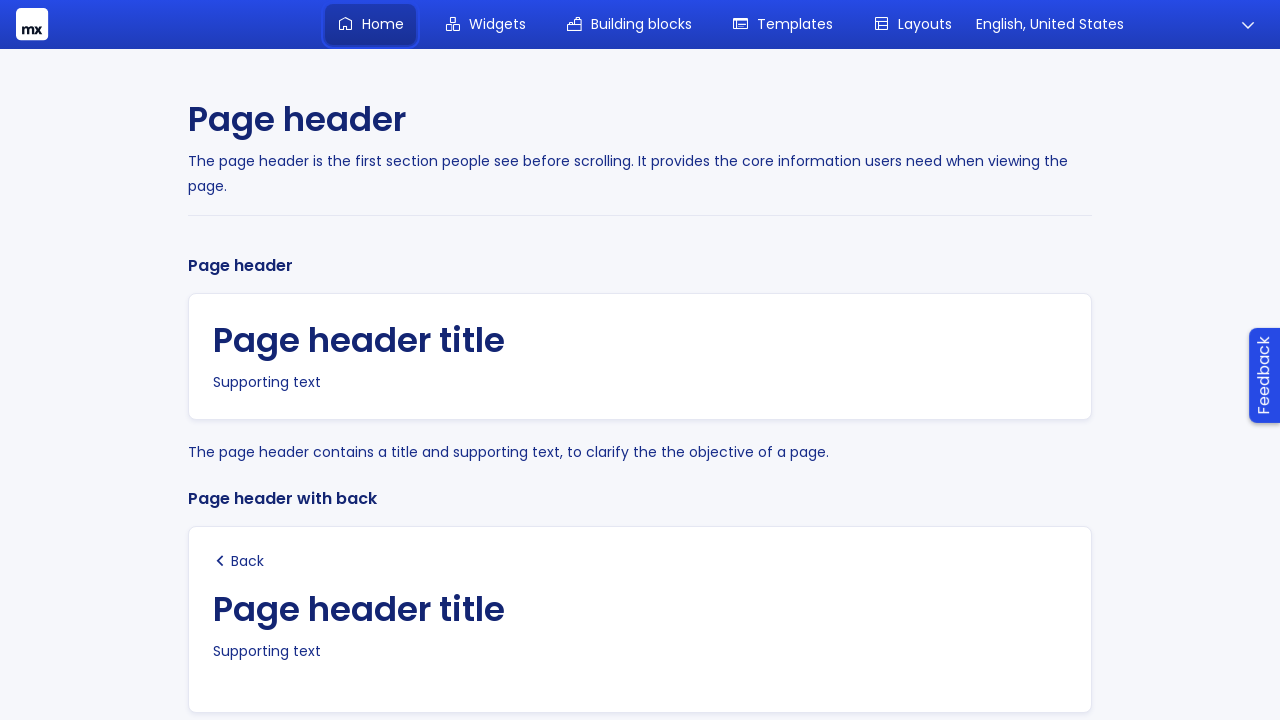 mx
Home
Widgets
Building blocks
Templates
Layouts
English, United States
Page header
The page header is the first section people see before scrolling. It provides the core information users need when viewing the
page.
Page header
Page header title
Supporting text
The page header contains a title and supporting text, to clarify the the objective of a page.
Page header with back
Back
Page header title
Supporting text
Feedback